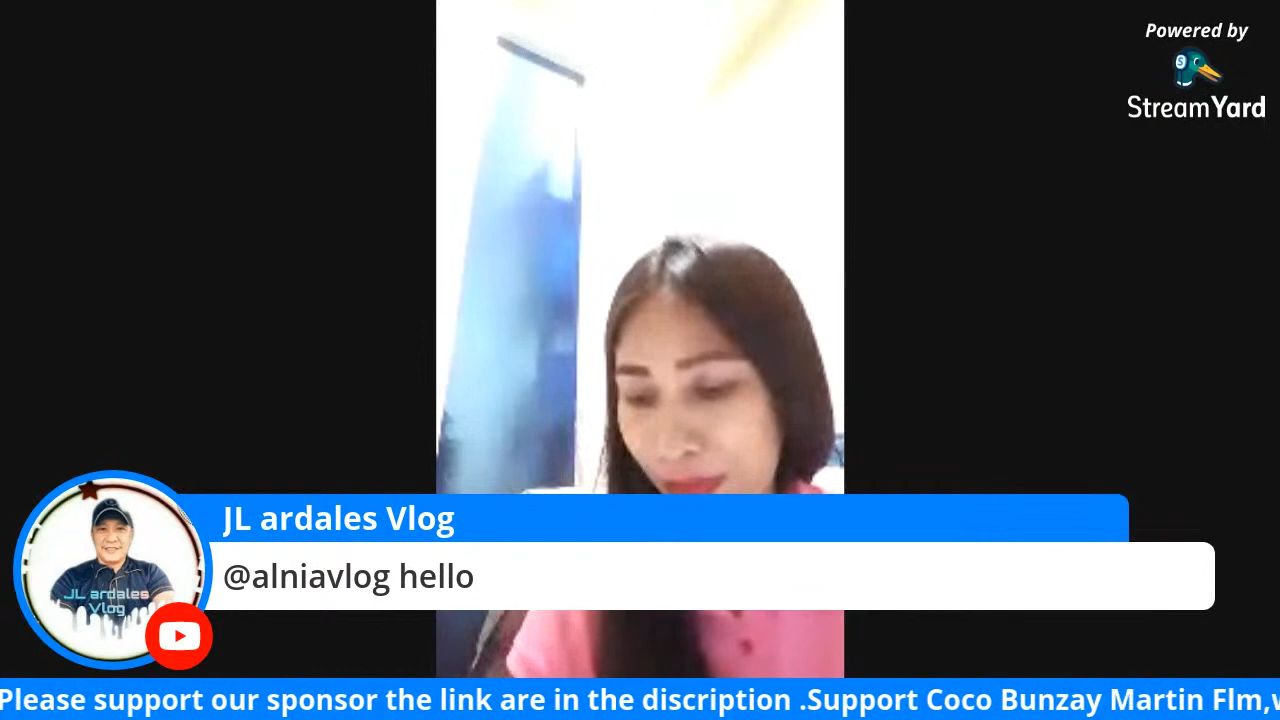 Powered by
StreamYard
JL ardales Vlog
@alniavlog hello
JL ardales
Vlog
Please support our sponsor the link are in the discription .Support Coco Bunzay Martin Flm,